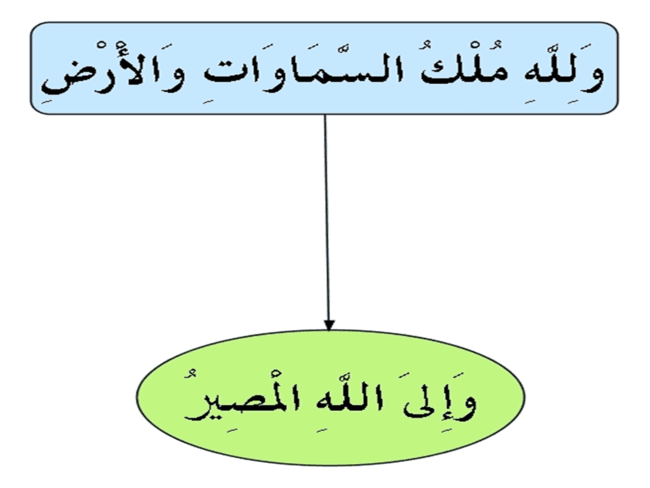 وَلِلَّهِ مُلْكُ السَّمَاوَاتِ وَالْأَرْضِ
وَإِلَىَ اللَّهِ الْمَصِيرُ